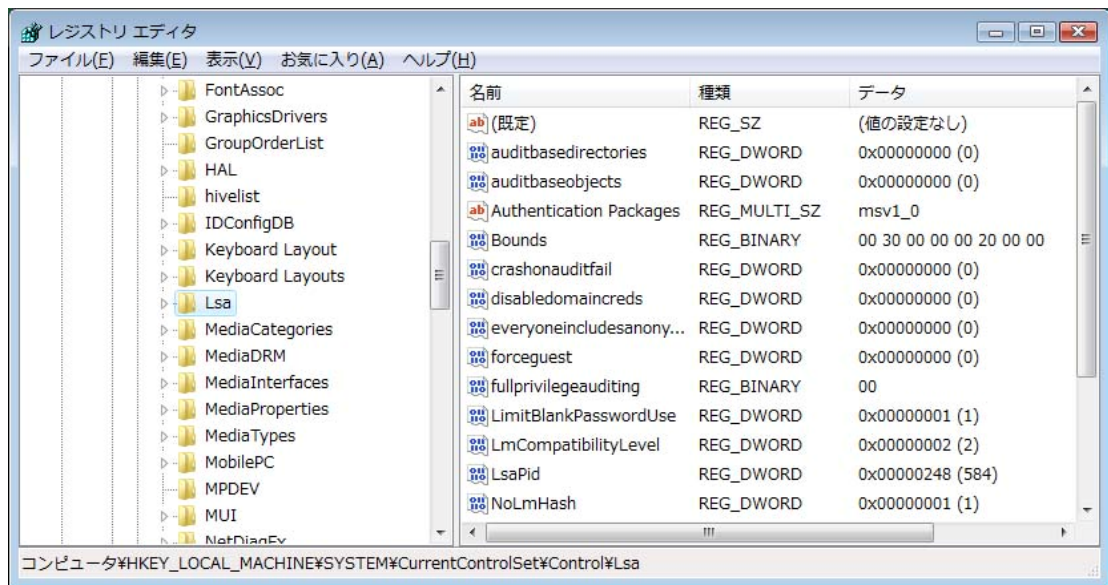 レジストリ エディタ
ファイル(F) 編集(E) 表示(V) お気に入り(A) ヘルプ(H)
FontAssoc
GraphicsDrivers
GroupOrderList
HAL
hivelist
IDConfigDB
Keyboard Layout
Keyboard Layouts
Lsa
MediaCategories
MediaDRM
MediaInterfaces
MediaProperties
MediaTypes
MobilePC
MPDEV
MUI
NetDiagFx
名前 種類 データ
(既定) REG_SZ (値の設定なし)
auditbasedirectories REG_DWORD 0x00000000 (0)
auditbaseobjects REG_DWORD 0x00000000 (0)
Authentication Packages REG_MULTI_SZ msv1_0
Bounds REG_BINARY 00 30 00 00 00 20 00 00
crashonauditfail REG_DWORD 0x00000000 (0)
disabledomaincreds REG_DWORD 0x00000000 (0)
everyoneincludesanony... REG_DWORD 0x00000000 (0)
forceguest REG_DWORD 0x00000000 (0)
fullprivilegeauditing REG_BINARY 00
LimitBlankPasswordUse REG_DWORD 0x00000001 (1)
LmCompatibilityLevel REG_DWORD 0x00000002 (2)
LsaPid REG_DWORD 0x00000248 (584)
NoLmHash REG_DWORD 0x00000001 (1)
コンピュータ¥HKEY_LOCAL_MACHINE¥SYSTEM¥CurrentControlSet¥Control¥Lsa